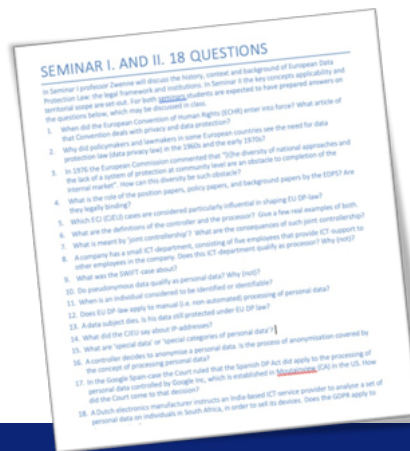 SEMINAR I. AND II. 18 QUESTIONS
In Seminar I professor Zwenne will discuss the history, context and background of European Data
Protection Law: the legal framework and institutions. In Seminar II the key concepts applicability and
territorial scope are set out. For both seminars students are expected to have prepared answers on
the questions below, which may be discussed in class.
1. When did the European Convention of Human Rights (ECHR) enter into force? What article of
that Convention deals with privacy and data protection?
2. Why did policymakers and lawmakers in some European countries see the need for data
protection law (data privacy law) in the 1960s and the early 1970s?
3. In 1976 the European Commission commented that "[t]he diversity of national approaches and
the lack of a system of protection at community level are an obstacle to completion of the
internal market". How can this diversity be such obstacle?
4. What is the role of the position papers, policy papers, and background papers by the EDPS? Are
they legally binding?
5. Which ECJ (CJEU) cases are considered particularly influential in shaping EU DP-law?
6. What are the definitions of the controller and the processor? Give a few real examples of both.
7. What is meant by 'joint controllership'? What are the consequences of such joint controllership?
8. A company has a small ICT-department, consisting of five employees that provide ICT-support to
other employees in the company. Does this ICT-department qualify as processor? Why (not)?
9. What was the SWIFT-case about?
10. Do pseudonymous data qualify as personal data? Why (not)?
11. When is an individual considered to be identified or identifiable?
12. Does EU DP-law apply to manual (i.e. non automated) processing of personal data?
13. A data subject dies. Is his data still protected under EU DP law?
14. What did the CJEU say about IP-addresses?
15. What are 'special data' or 'special categories of personal data'?
16. A controller decides to anonymise a personal data. Is the process of anonymisation covered by
the concept of processing personal data?
17. In the Google Spain-case the Court ruled that the Spanish DP Act did apply to the processing of
personal data controlled by Google Inc, which is established in Moutainview (CA) in the US. How
did the Court come to that decision?
18. A Dutch electronics manufacturer instructs an India-based ICT-service provider to analyse a set of
personal data on individuals in South Africa, in order to sell its devices. Does the GDPR apply to